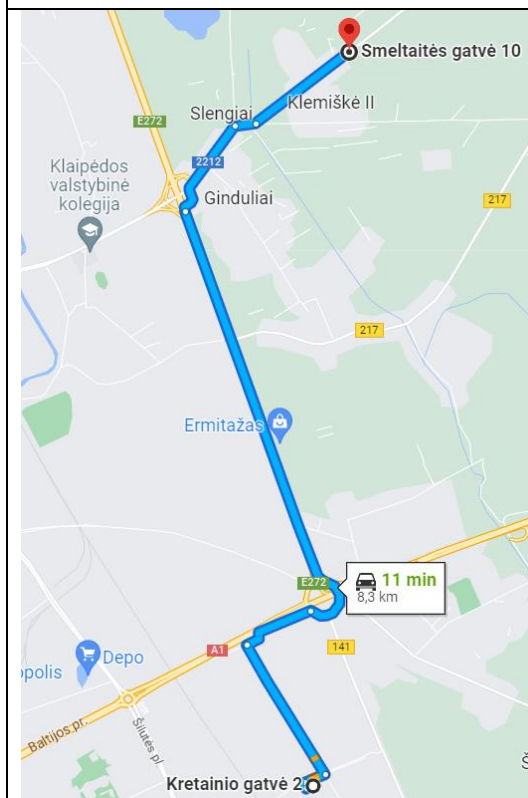 Smeltaitės gatvė 10
Slengiai
Klemiškė II
E272
Klaipėdos
valstybinė
kolegija
2212
Ginduliai
217
217
Ermitažas
E272
11 min
8,3 km
A1
141
Depo
opolis
Baltijos pr.
Šilutės pl.
Kretainio gatvė 2
Š